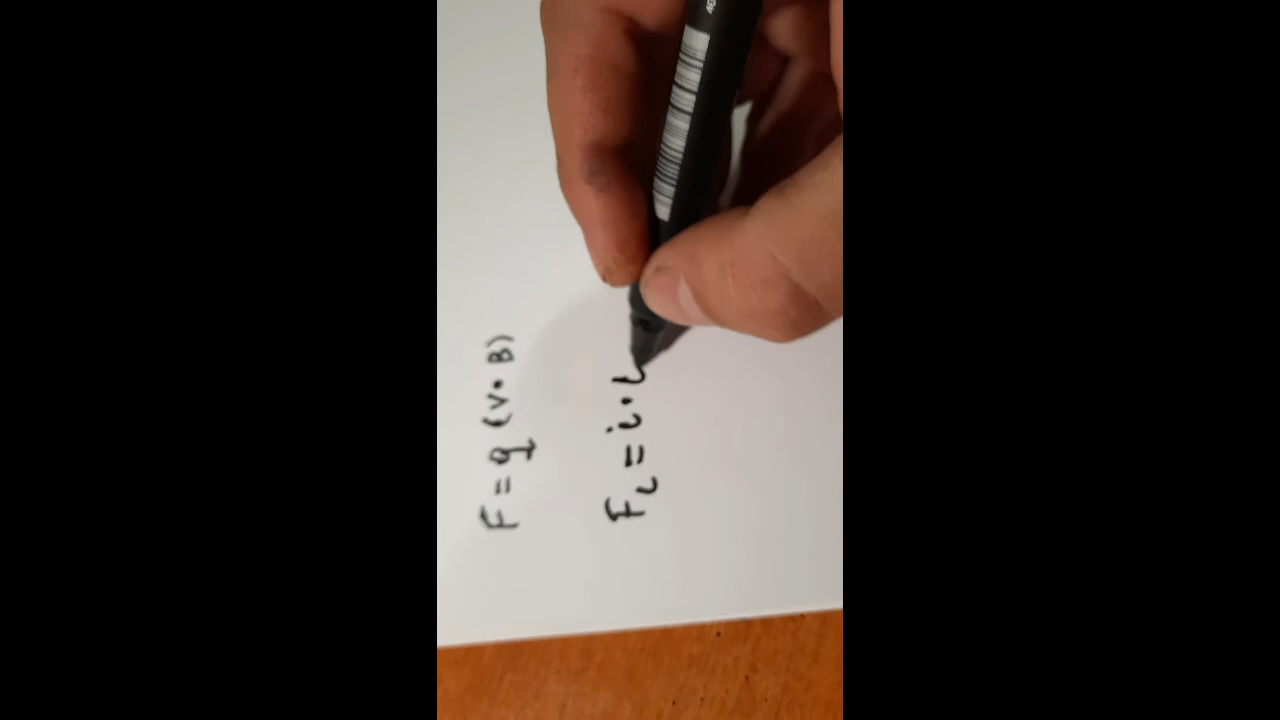 F = q (v • B)
F_L = i • l